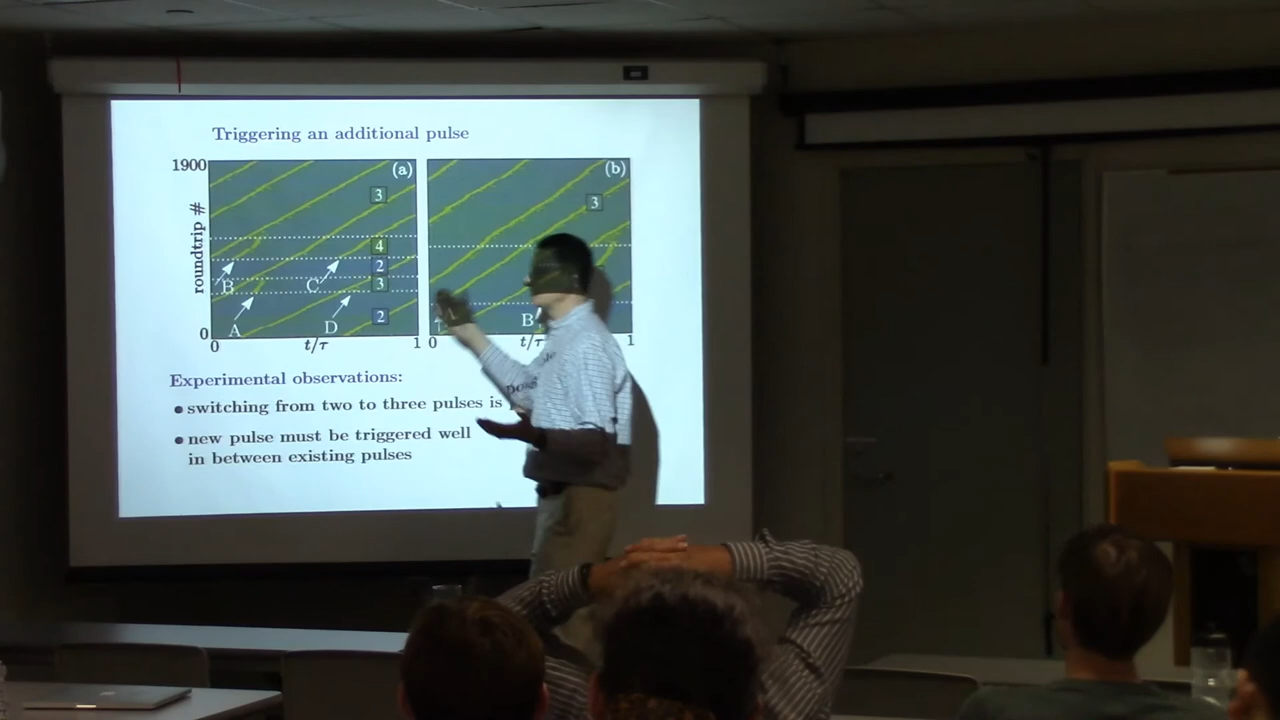 Triggering an additional pulse
1900
roundtrip #
0
(a)
3
4
2
3
2
B
C
A
D
0
t/τ
1
(b)
3
B
0
t/τ
1
Experimental observations:
• switching from two to three pulses is
• new pulse must be triggered well
in between existing pulses